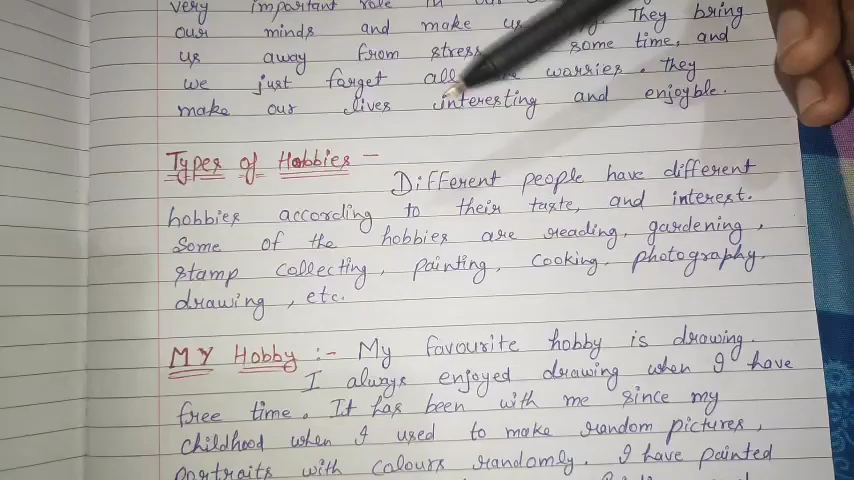 very important role in our
our minds and make us They bring
us away from stress some time, and
we just forget all worries. they
make our lives interesting and enjoyble.
Types of Hobbies -
Different people have different
hobbies according to their taste, and interest.
Some of the hobbies are reading, gardening,
stamp collecting, painting, cooking, photography.
drawing, etc.
MY Hobby :- My favourite hobby is drawing.
I always enjoyed drawing when I have
free time. It has been with me since my
childhood when I used to make random pictures,
portraits with colours randomly. I have painted